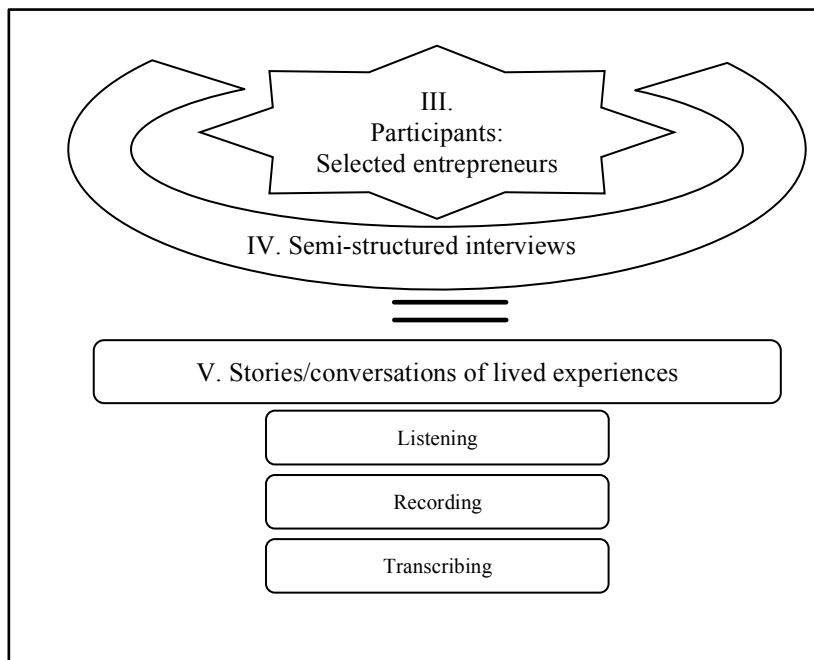 III.
Participants:
Selected entrepreneurs
IV. Semi-structured interviews
V. Stories/conversations of lived experiences
Listening
Recording
Transcribing